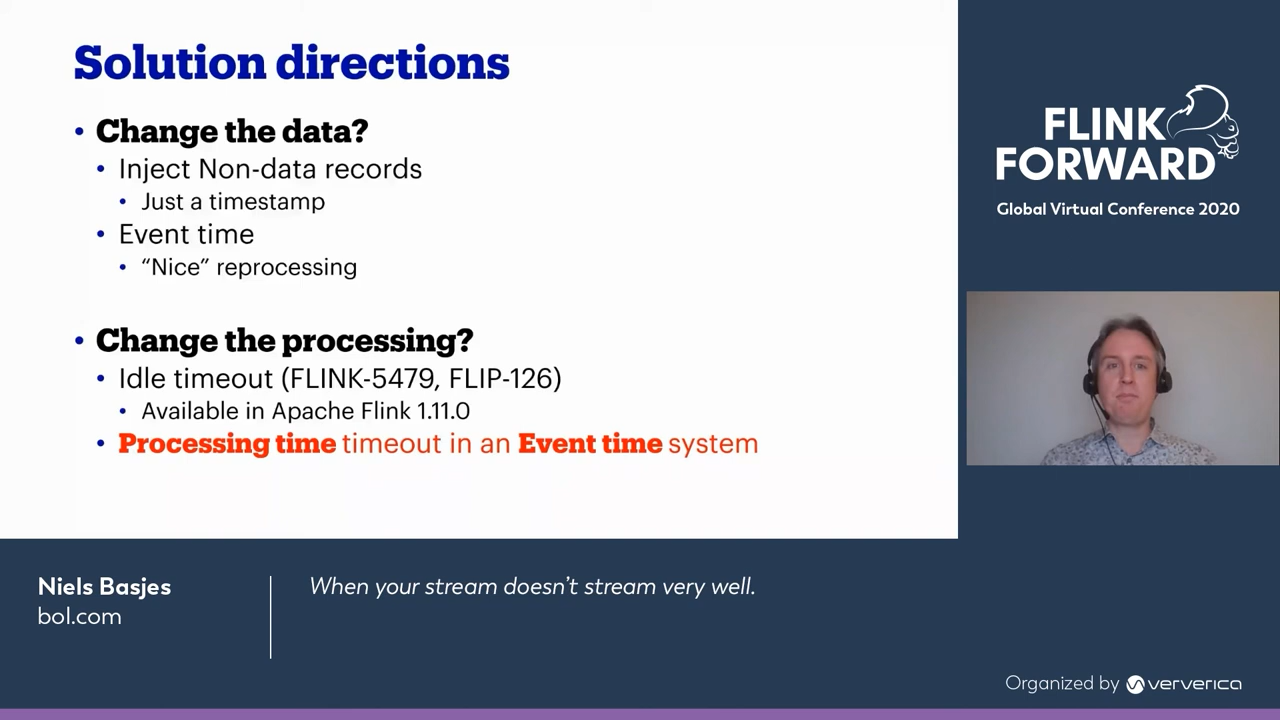 Solution directions
• Change the data?
• Inject Non-data records
• Just a timestamp
• Event time
• “Nice” reprocessing
• Change the processing?
• Idle timeout (FLINK-5479, FLIP-126)
• Available in Apache Flink 1.11.0
• Processing time timeout in an Event time system
FLINK
FORWARD
Global Virtual Conference 2020
Niels Basjes
bol.com
When your stream doesn’t stream very well.
Organized by ververica